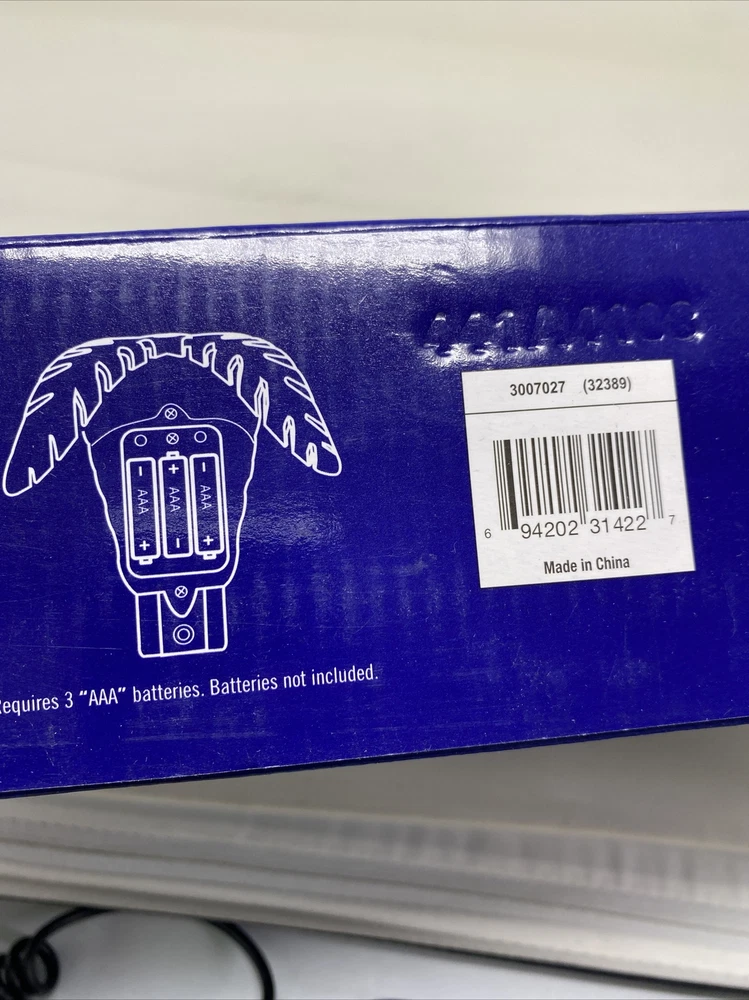 3007027 (32389)
AAA AAA AAA
6 94202 31422 7
Made in China
equires 3 "AAA" batteries. Batteries not included.